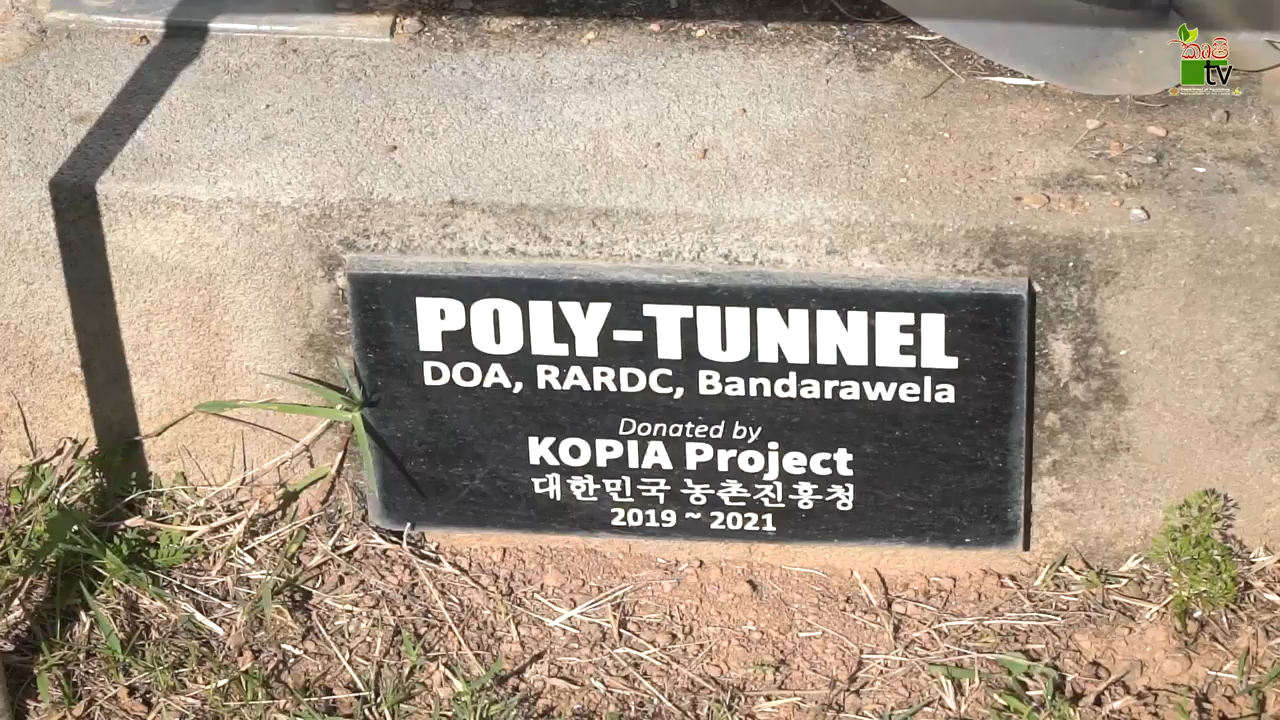 කෘෂි
tv
POLY-TUNNEL
DOA, RARDC, Bandarawela
Donated by
KOPIA Project
대한민국 농촌진흥청
2019 ~ 2021